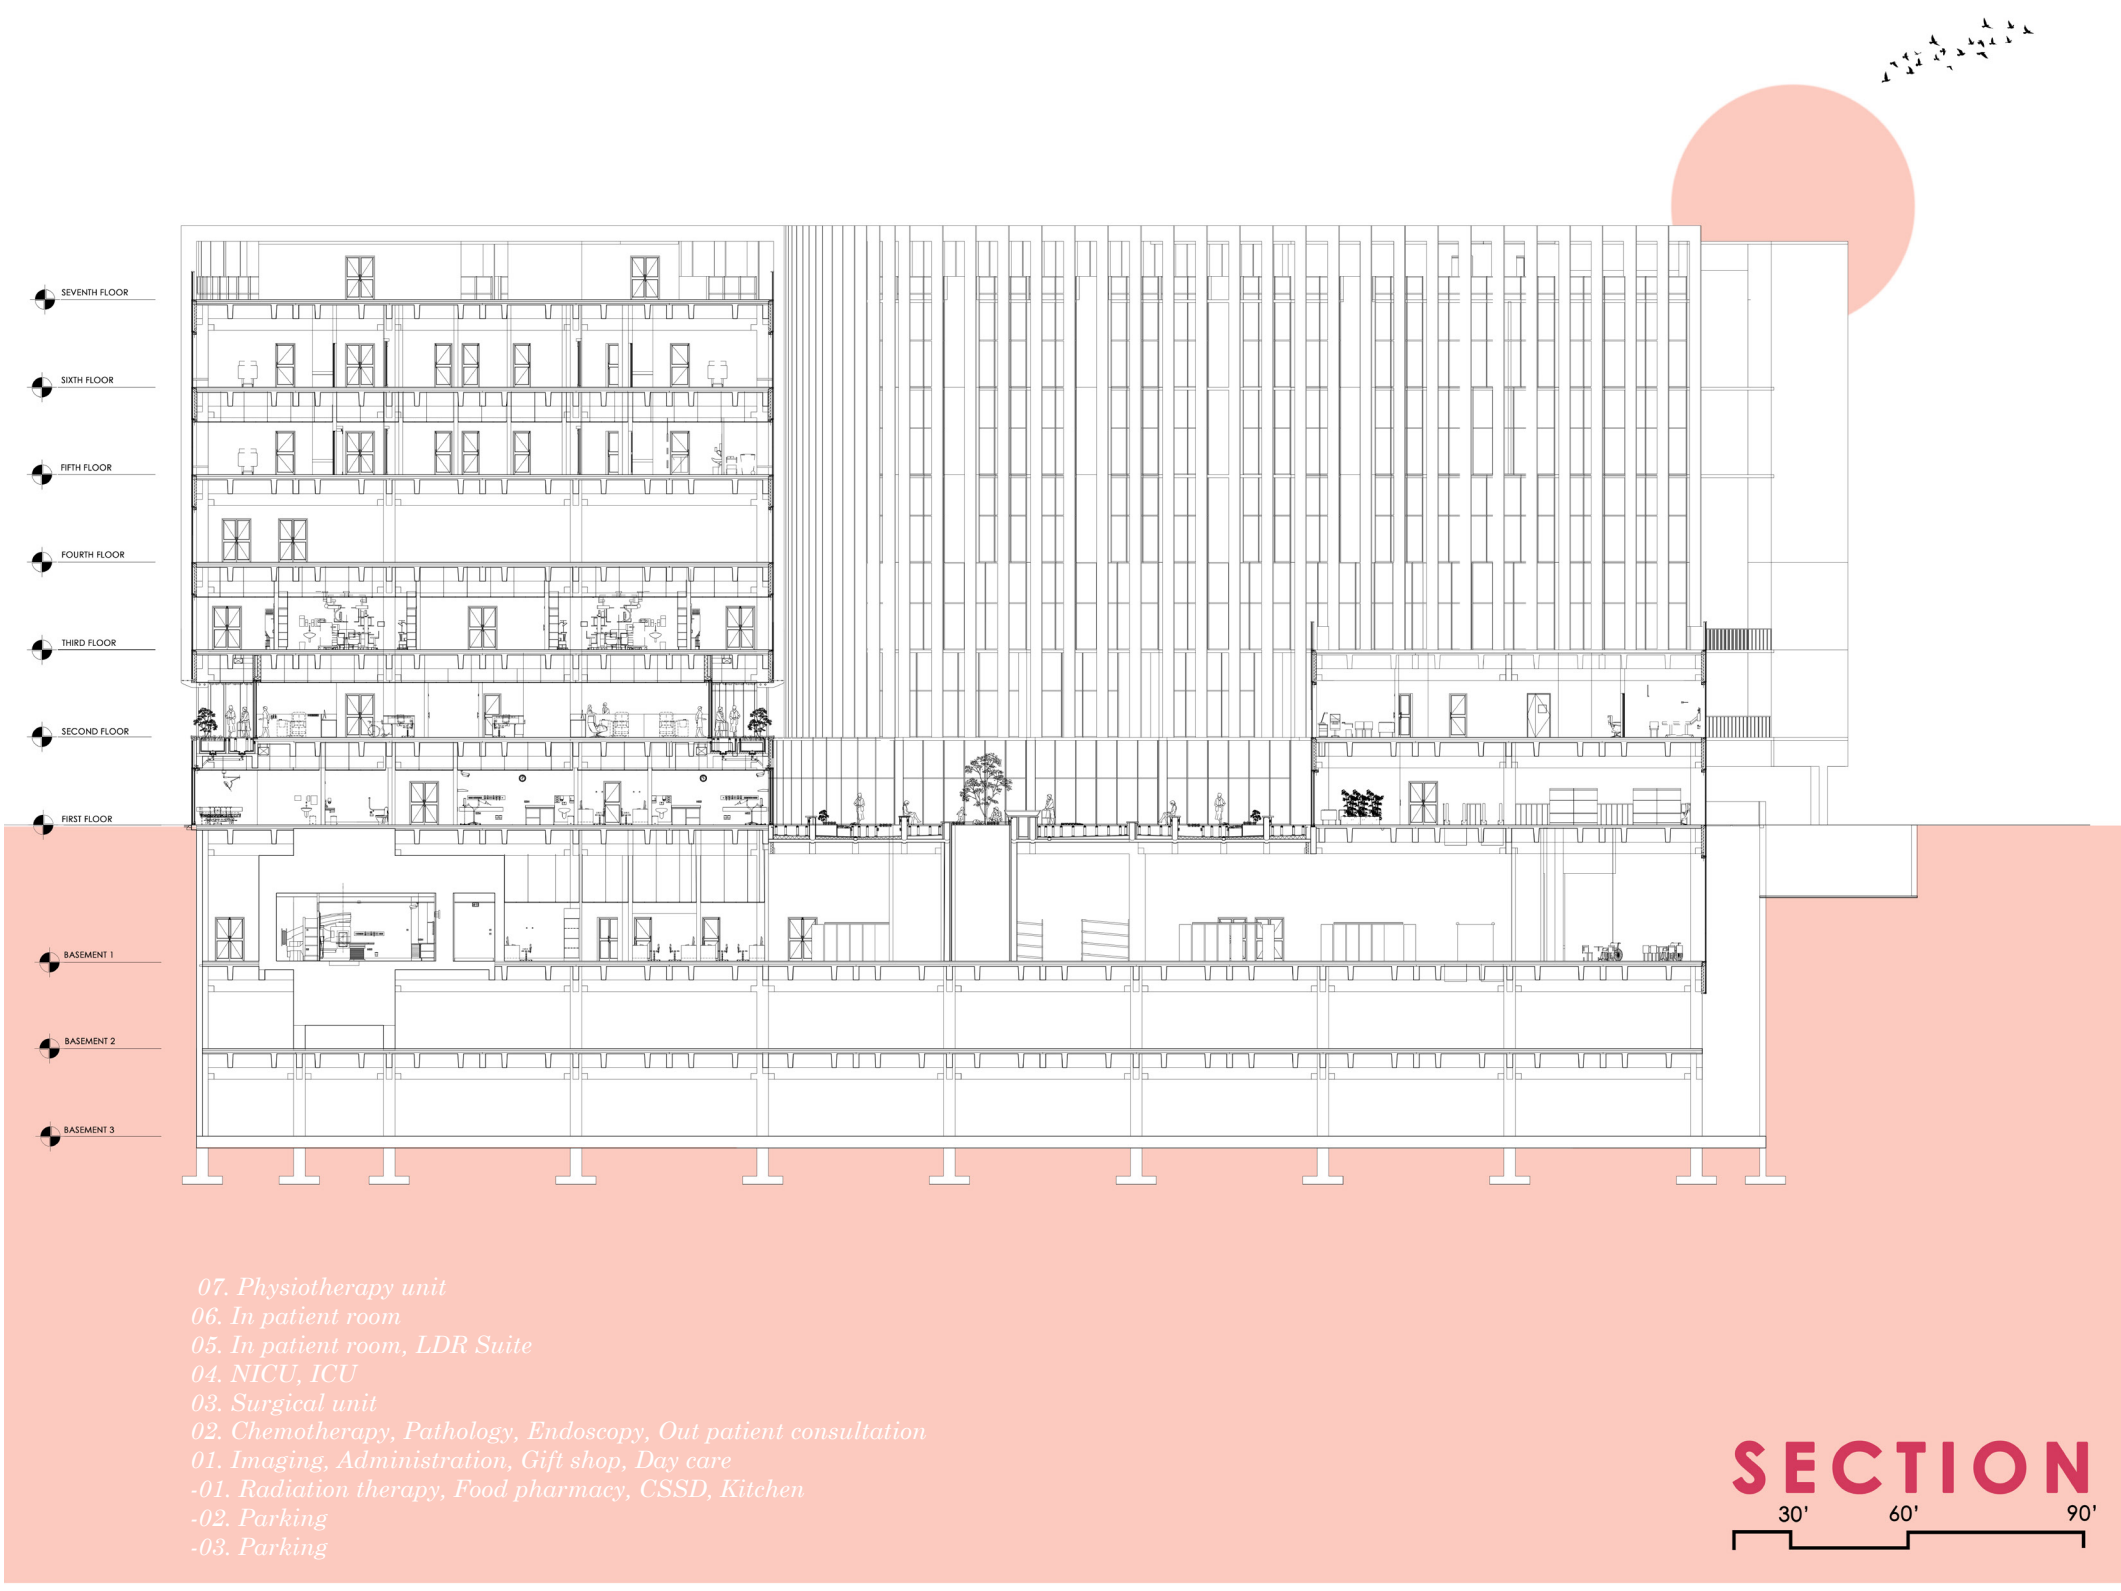 SEVENTH FLOOR
SIXTH FLOOR
FIFTH FLOOR
FOURTH FLOOR
THIRD FLOOR
SECOND FLOOR
FIRST FLOOR
BASEMENT 1
BASEMENT 2
BASEMENT 3
07. Physiotherapy unit
06. In patient room
05. In patient room, LDR Suite
04. NICU, ICU
03. Surgical unit
02. Chemotherapy, Pathology, Endoscopy, Out patient consultation
01. Imaging, Administration, Gift shop, Day care
-01. Radiation therapy, Food pharmacy, CSSD, Kitchen
-02. Parking
-03. Parking
SECTION
30' 60' 90'